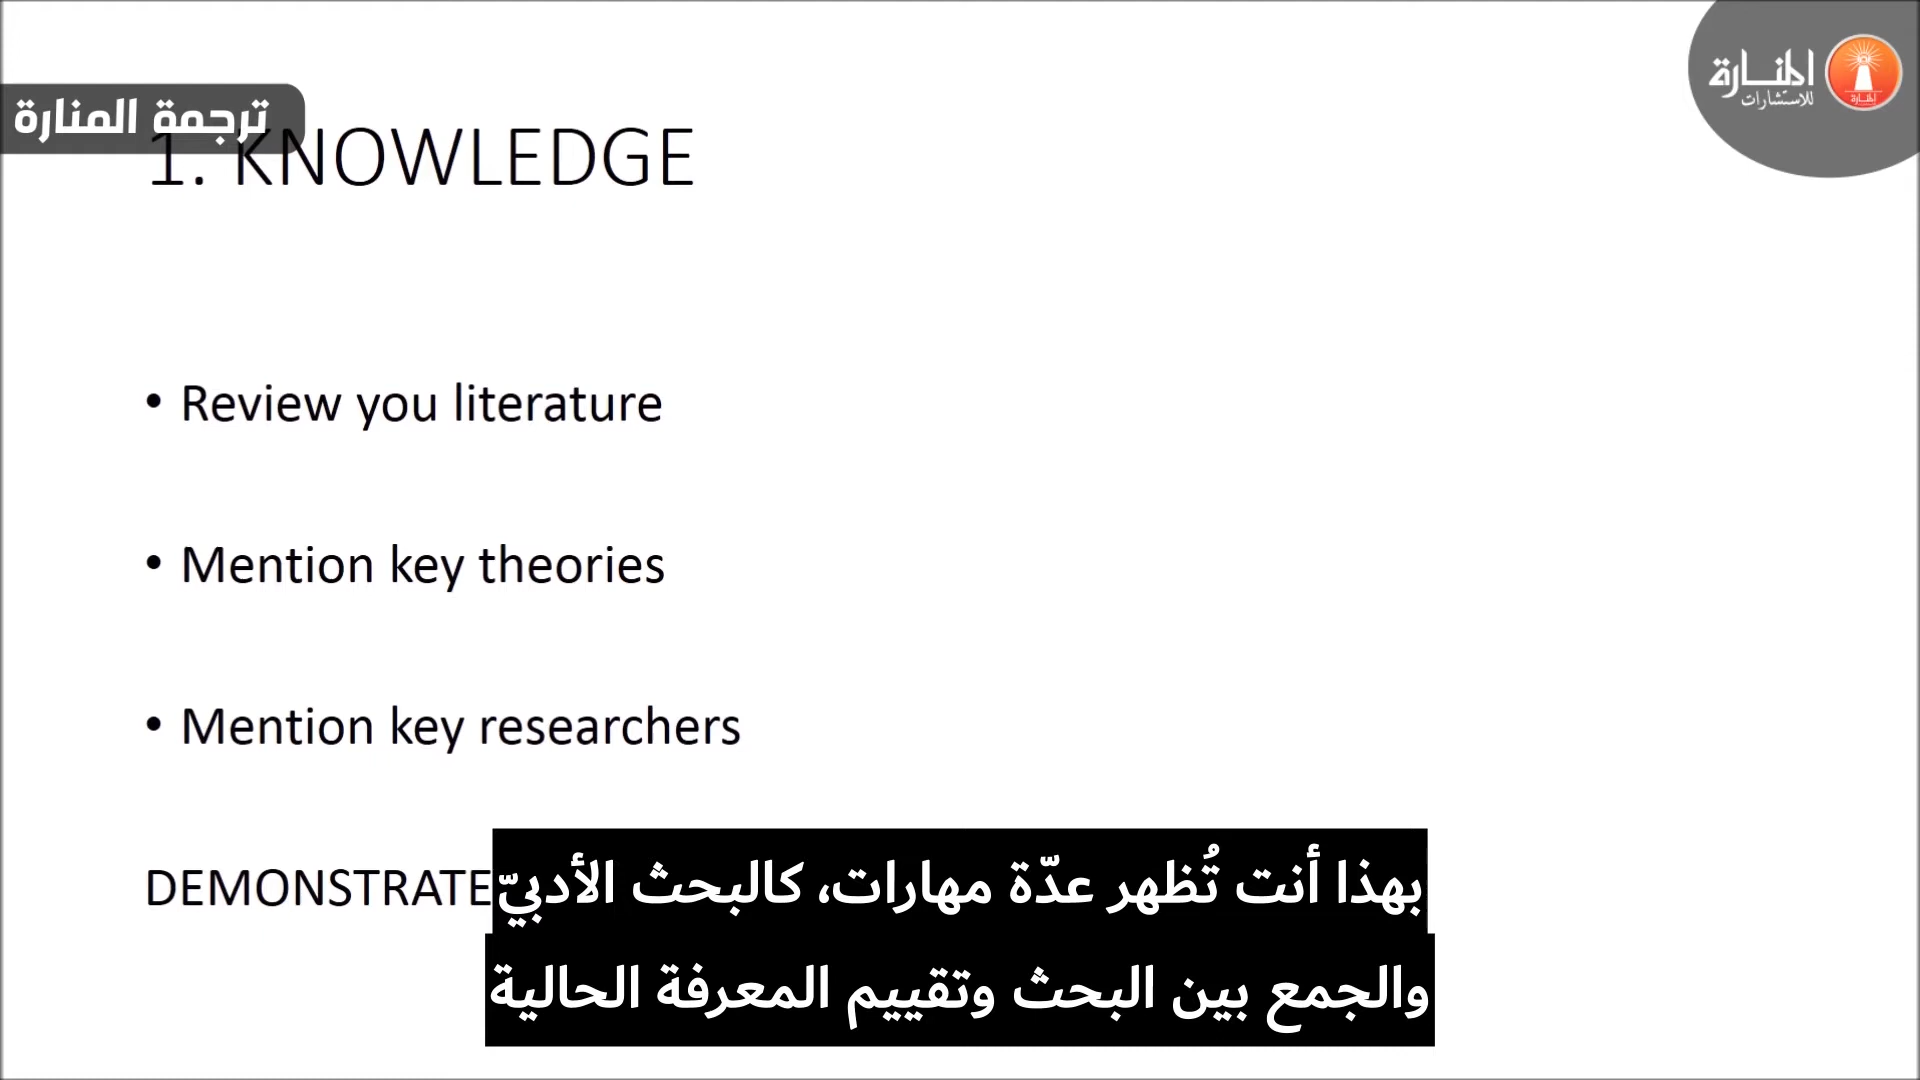 ترجمة المنارة
المنارة
للاستشارات
المنارة
1. KNOWLEDGE
• Review you literature
• Mention key theories
• Mention key researchers
DEMONSTRATE
بهذا أنت تُظهر عدّة مهارات، كالبحث الأدبيّ
والجمع بين البحث وتقييم المعرفة الحالية